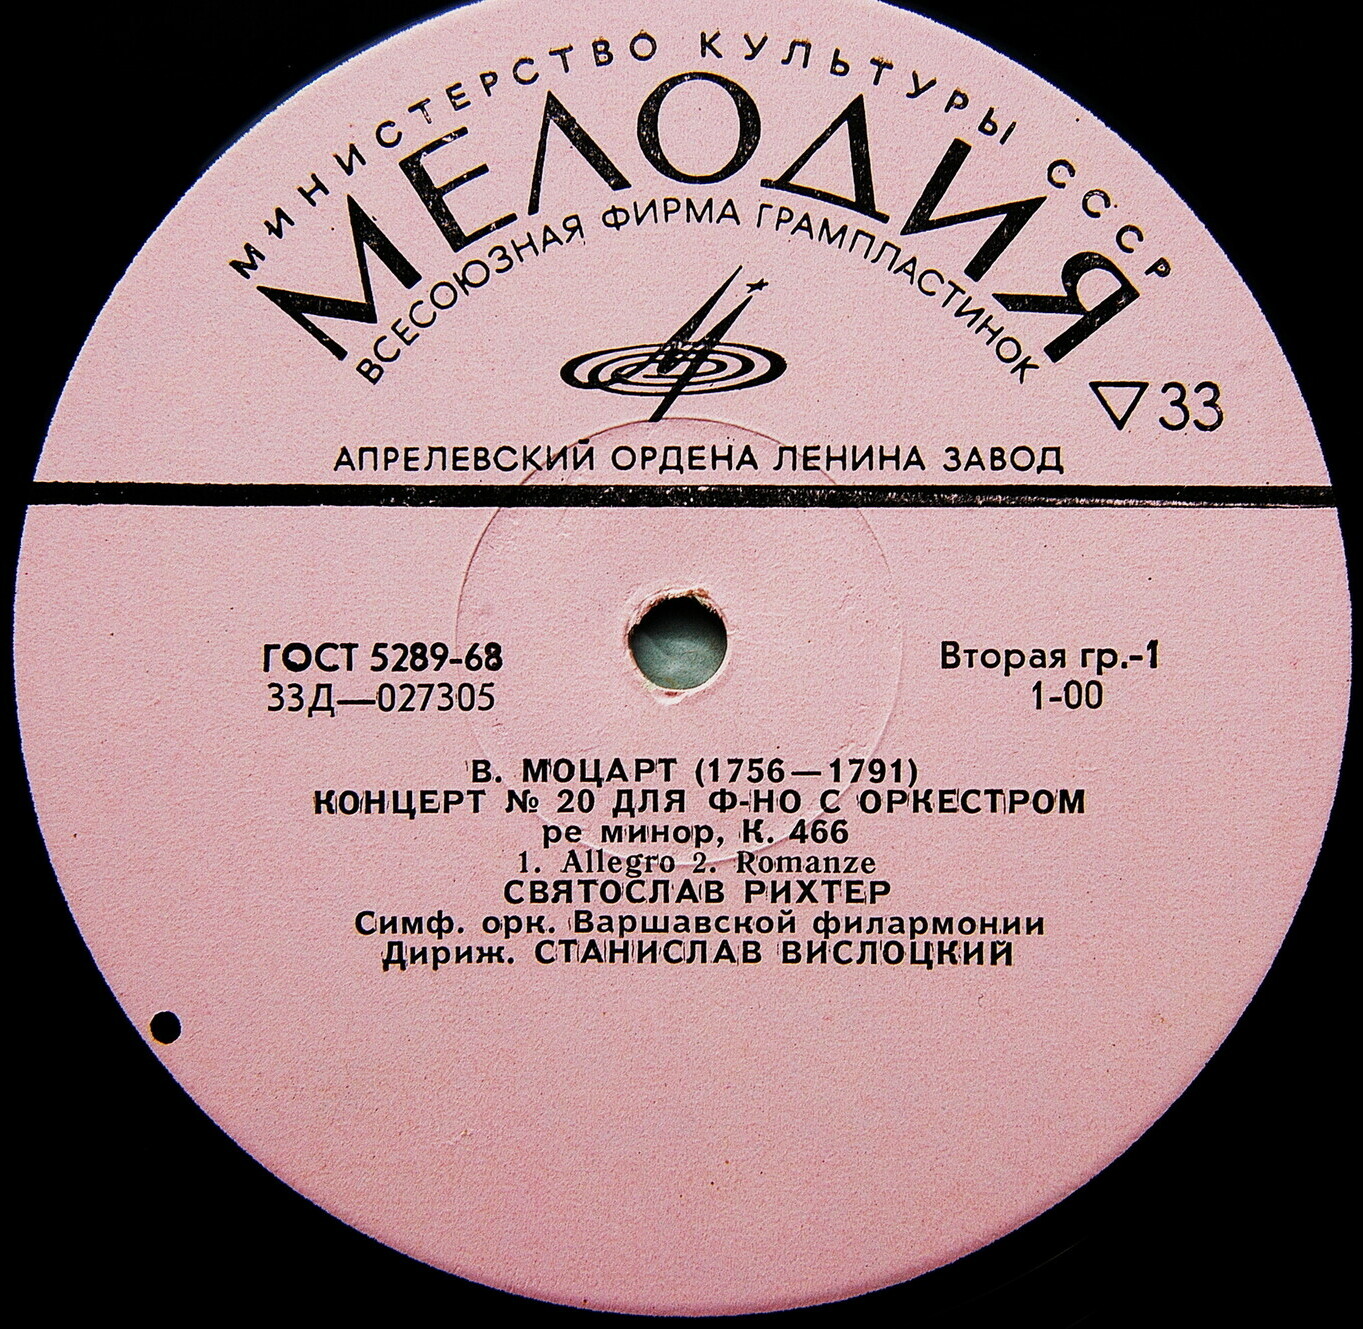 МИНИСТЕРСТВО КУЛЬТУРЫ СССР
МЕЛОДИЯ
ВСЕСОЮЗНАЯ ФИРМА ГРАМПЛАСТИНОК
▽33
АПРЕЛЕВСКИЙ ОРДЕНА ЛЕНИНА ЗАВОД
ГОСТ 5289-68
33Д—027305
Вторая гр.-1
1-00
В. МОЦАРТ (1756—1791)
КОНЦЕРТ № 20 ДЛЯ Ф-НО С ОРКЕСТРОМ
ре минор, К. 466
1. Allegro 2. Romanze
СВЯТОСЛАВ РИХТЕР
Симф. орк. Варшавской филармонии
Дириж. СТАНИСЛАВ ВИСЛОЦКИЙ